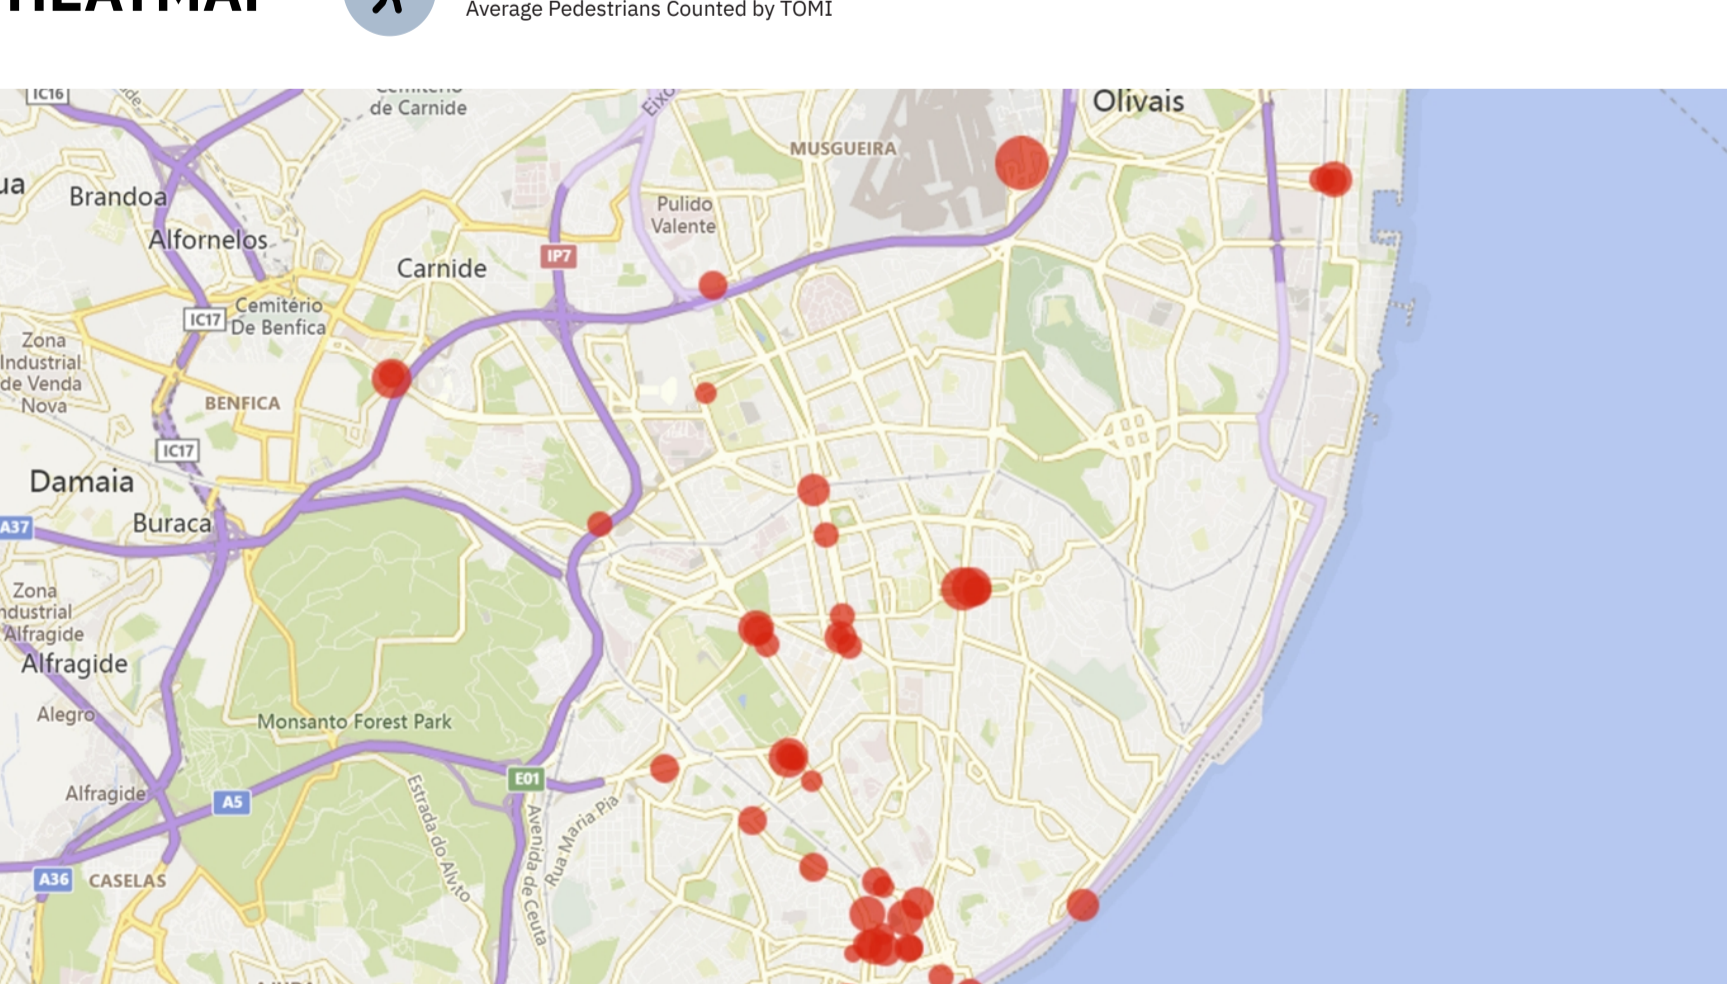 HEATMAP
Average Pedestrians Counted by TOMI
IC16
de Carnide
Eixo
Olivais
MUSGUEIRA
Brandoa
Pulido
Valente
Alfornelos
IP7
Carnide
Cemitério
De Benfica
IC17
Zona
Industrial
de Venda
Nova
BENFICA
IC17
Damaia
Buraca
A37
Zona
Alfragide
Alfragide
Alegro
Monsanto Forest Park
E01
Alfragide
A5
Estrada do Alvito
Avenida de Ceuta
Rua Maria Pia
A36
CASELAS